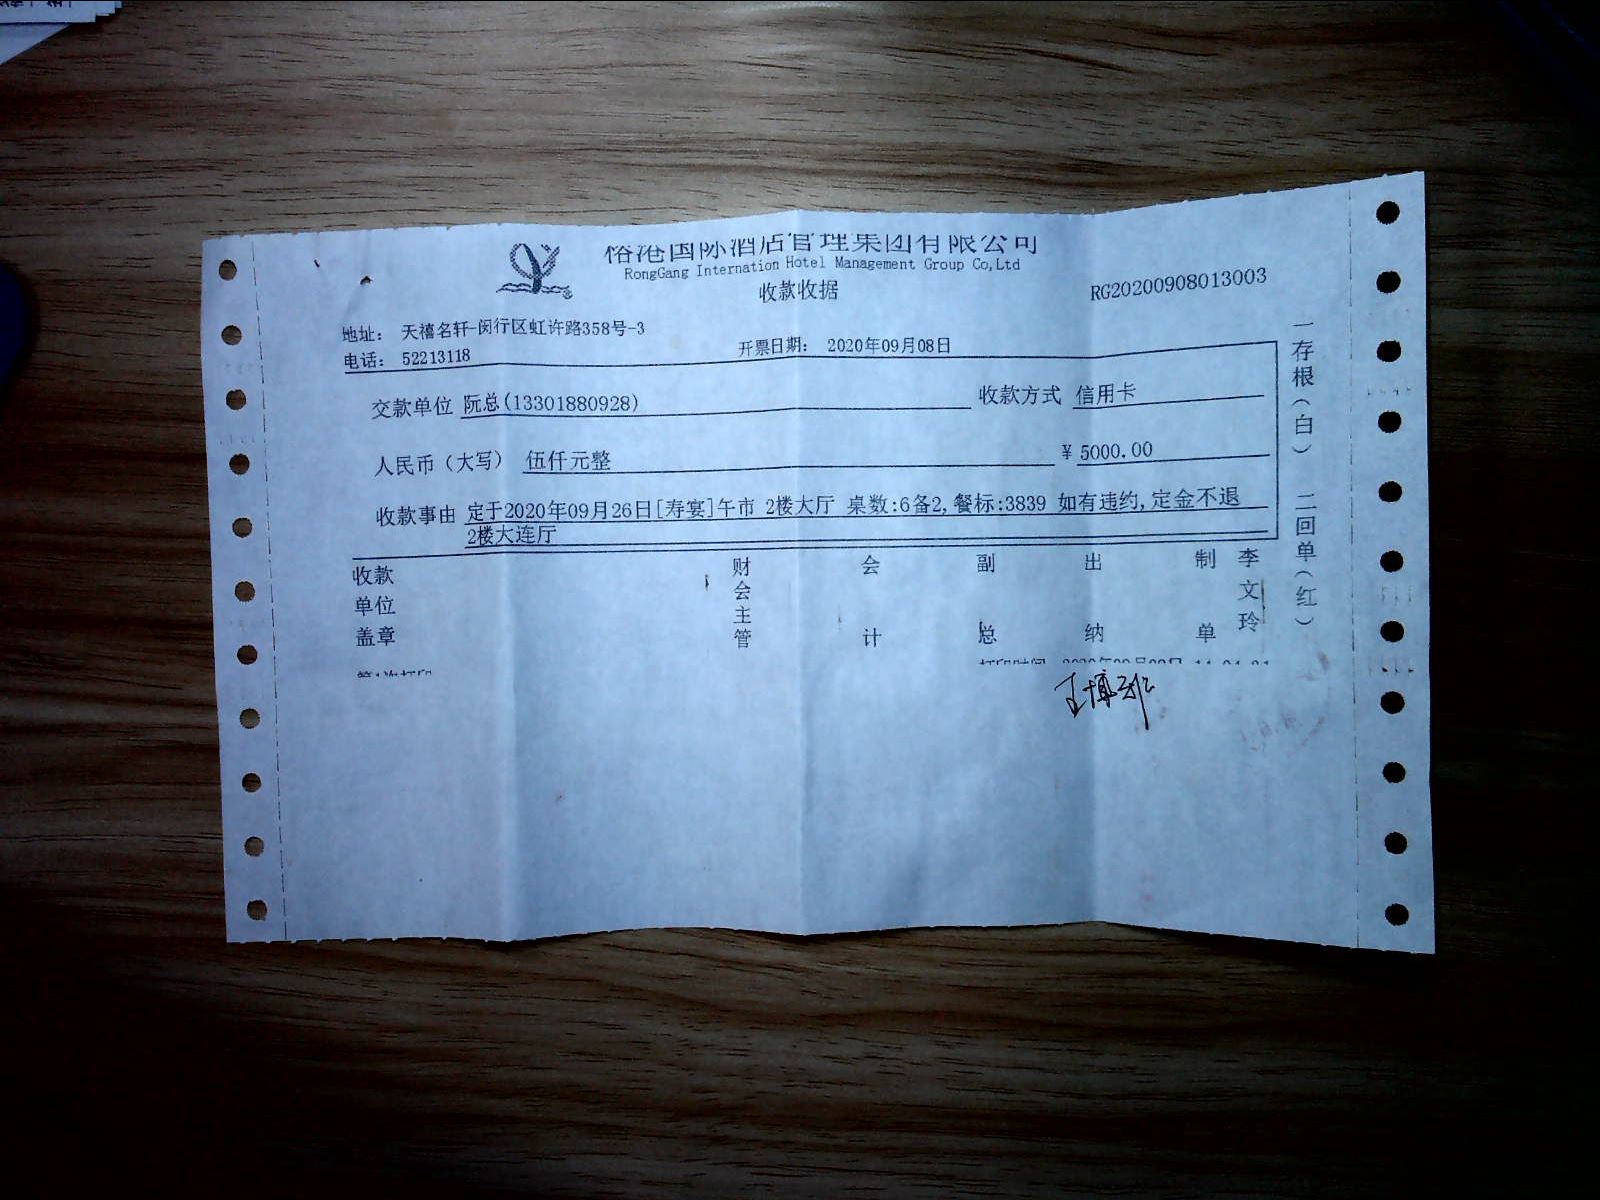 国际酒店管理集团有限公司
RongGang Internation Hotel Management Group Co,Ltd
收款收据
RG20200908013003
地址： 天禧名轩-闵行区虹许路358号-3
电话： 52213118
开票日期： 2020年09月08日
交款单位 阮总(13301880928)
收款方式 信用卡
人民币（大写） 伍仟元整
¥ 5000.00
收款事由 定于2020年09月26日[寿宴]午市 2楼大厅 桌数:6备2,餐标:3839 如有违约,定金不退
2楼大连厅
收款单位盖章
财会主管
会计
副总
出纳
制单 李文玲
一存根（白） 二回单（红）